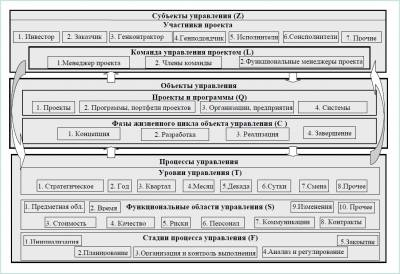 Субъекты управления (Z)
Участники проекта
1. Инвестор 2. Заказчик 3. Генконтрактор 4.Генподрядчик 5. Исполнители 6.Соисполнители 7. Прочие
Команда управления проектом (L)
1.Менеджер проекта 2. Члены команды 2.Функциональные менеджеры проекта
Объекты управления
Проекты и программы (Q)
1. Проекты 2. Программы, портфели проектов 3. Организации, предприятия 4. Системы
Фазы жизненного цикла объекта управления (C )
1. Концепция 2. Разработка 3. Реализация 4. Завершение
Процессы управления
Уровни управления (T)
1. Стратегическое 2. Год 3. Квартал 4.Месяц 5.Декада 6.Сутки 7.Смена 8.Прочее
1. Предметная обл. 2. Время Функциональные области управления (S) 9.Изменения 10. Прочее
3. Стоимость 4. Качество 5. Риски 6. Персонал 7. Коммуникации 8. Контракты
Стадии процесса управления (F)
1.Инициализация 5.Закрытие
2.Планирование 3.Организация и контроль выполнения 4.Анализ и регулирование